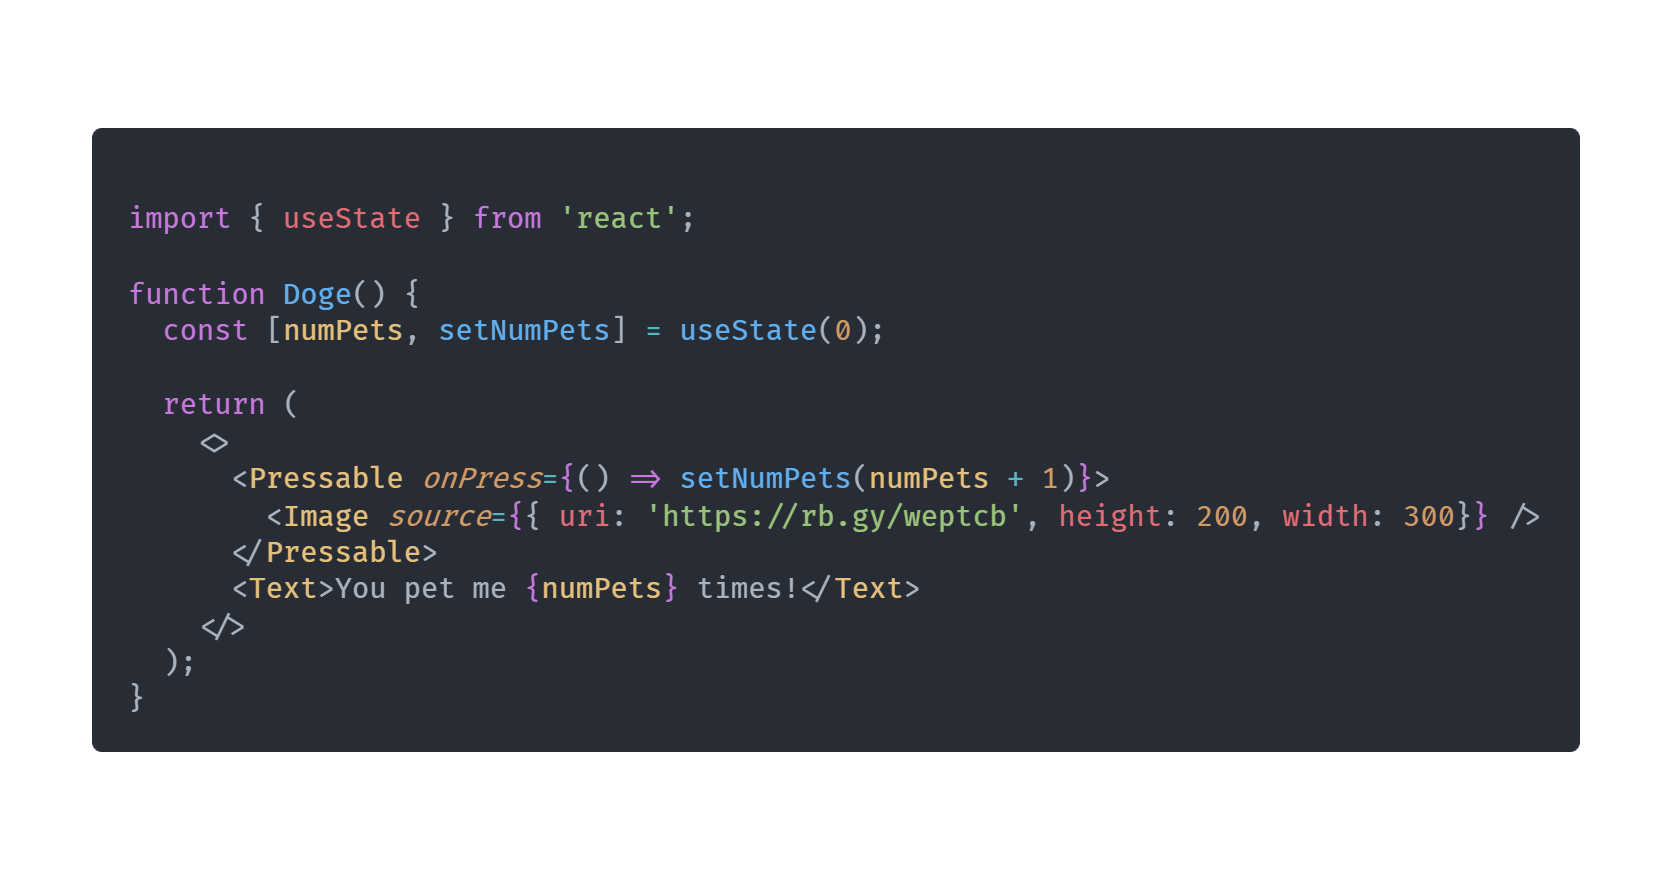 import { useState } from 'react';
function Doge() {
  const [numPets, setNumPets] = useState(0);
  return (
    <>
      <Pressable onPress={() => setNumPets(numPets + 1)}>
        <Image source={{ uri: 'https://rb.gy/weptcb', height: 200, width: 300}} />
      </Pressable>
      <Text>You pet me {numPets} times!</Text>
    </>
  );
}